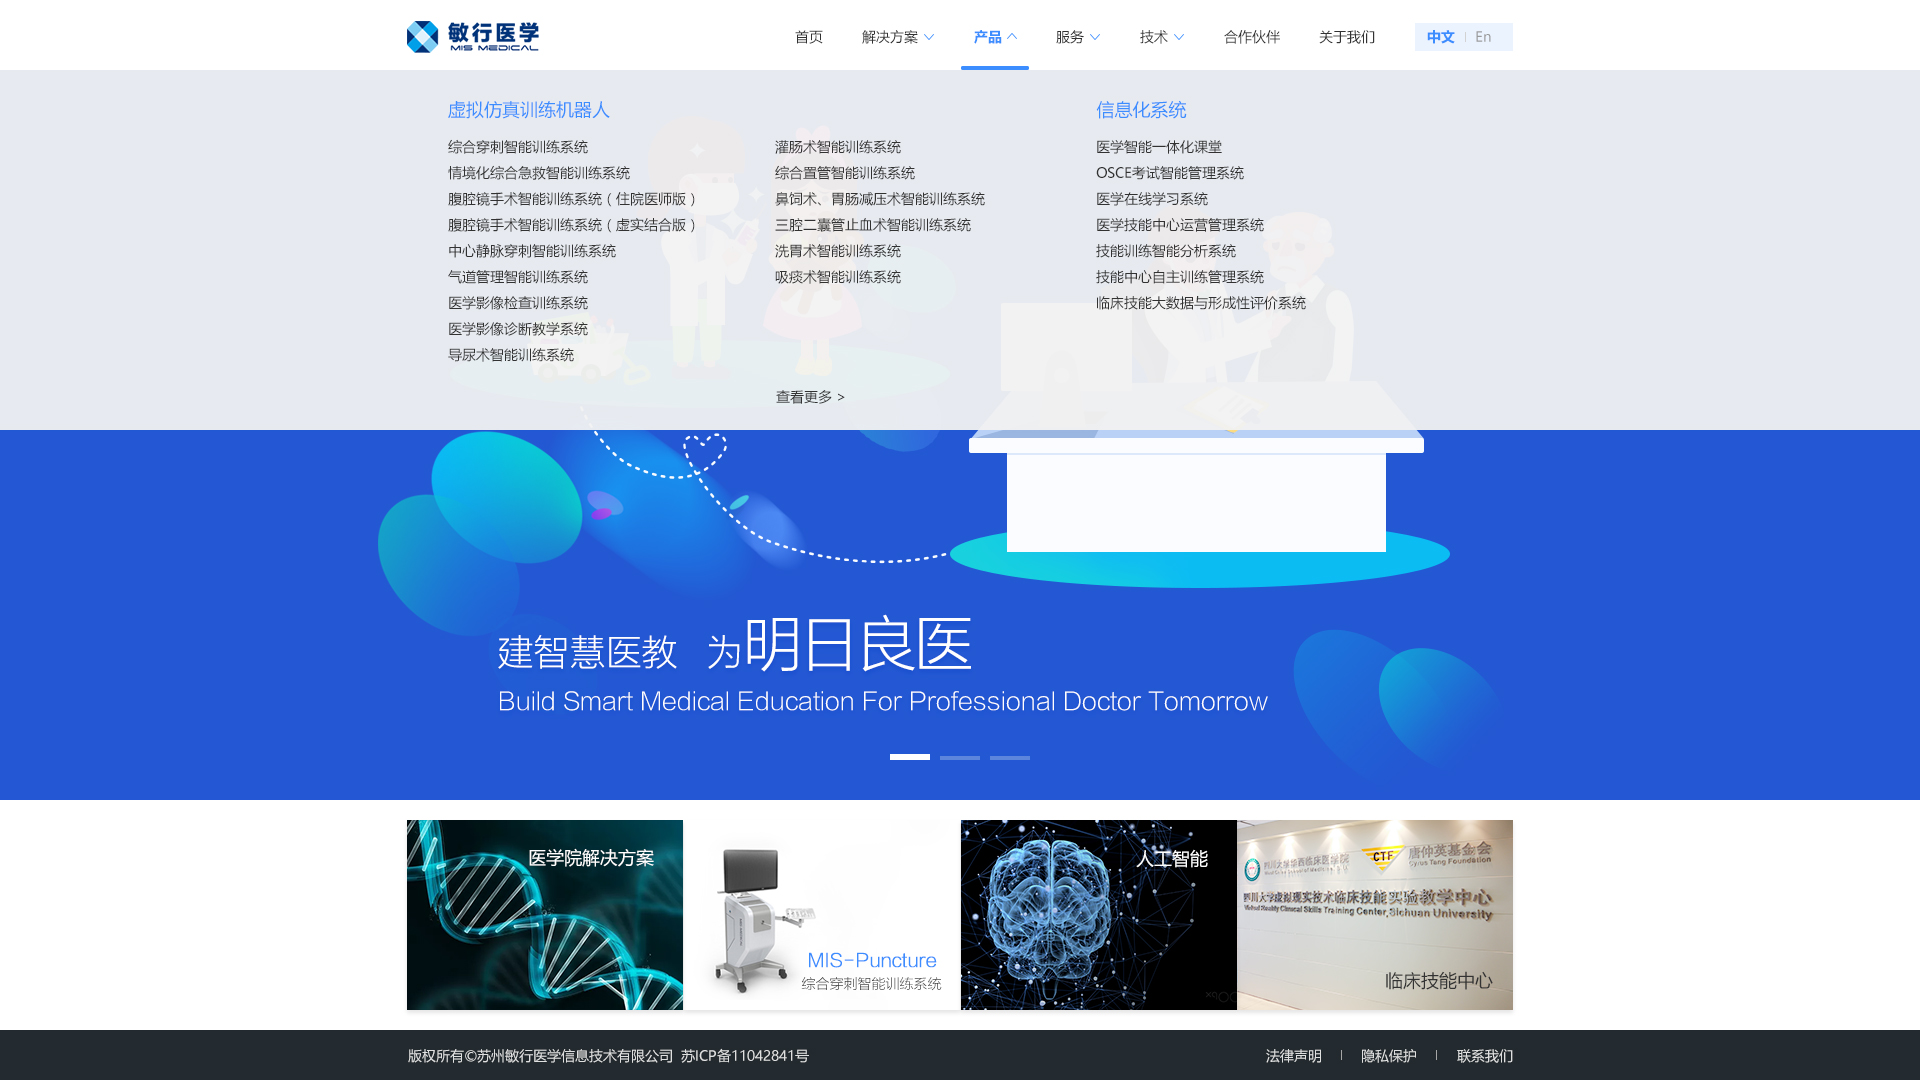 敏行医学
MIS MEDICAL
首页 解决方案 产品 服务 技术 合作伙伴 关于我们 中文 En
虚拟仿真训练机器人
综合穿刺智能训练系统
情境化综合急救智能训练系统
腹腔镜手术智能训练系统（住院医师版）
腹腔镜手术智能训练系统（虚实结合版）
中心静脉穿刺智能训练系统
气道管理智能训练系统
医学影像检查训练系统
医学影像诊断教学系统
导尿术智能训练系统
灌肠术智能训练系统
综合置管智能训练系统
鼻饲术、胃肠减压术智能训练系统
三腔二囊管止血术智能训练系统
洗胃术智能训练系统
吸痰术智能训练系统
信息化系统
医学智能一体化课堂
OSCE考试智能管理系统
医学在线学习系统
医学技能中心运营管理系统
技能训练智能分析系统
技能中心自主训练管理系统
临床技能大数据与形成性评价系统
查看更多 >
建智慧医教 为明日良医
Build Smart Medical Education For Professional Doctor Tomorrow
医学院解决方案
MIS-Puncture
综合穿刺智能训练系统
人工智能
四川大学华西临床医学院
CTF
唐仲英基金会
Cyrus Tang Foundation
四川大学虚拟现实技术临床技能实验教学中心
Virtual Reality Clinical Skills Training Center, Sichuan University
临床技能中心
版权所有©苏州敏行医学信息技术有限公司 苏ICP备11042841号
法律声明 隐私保护 联系我们